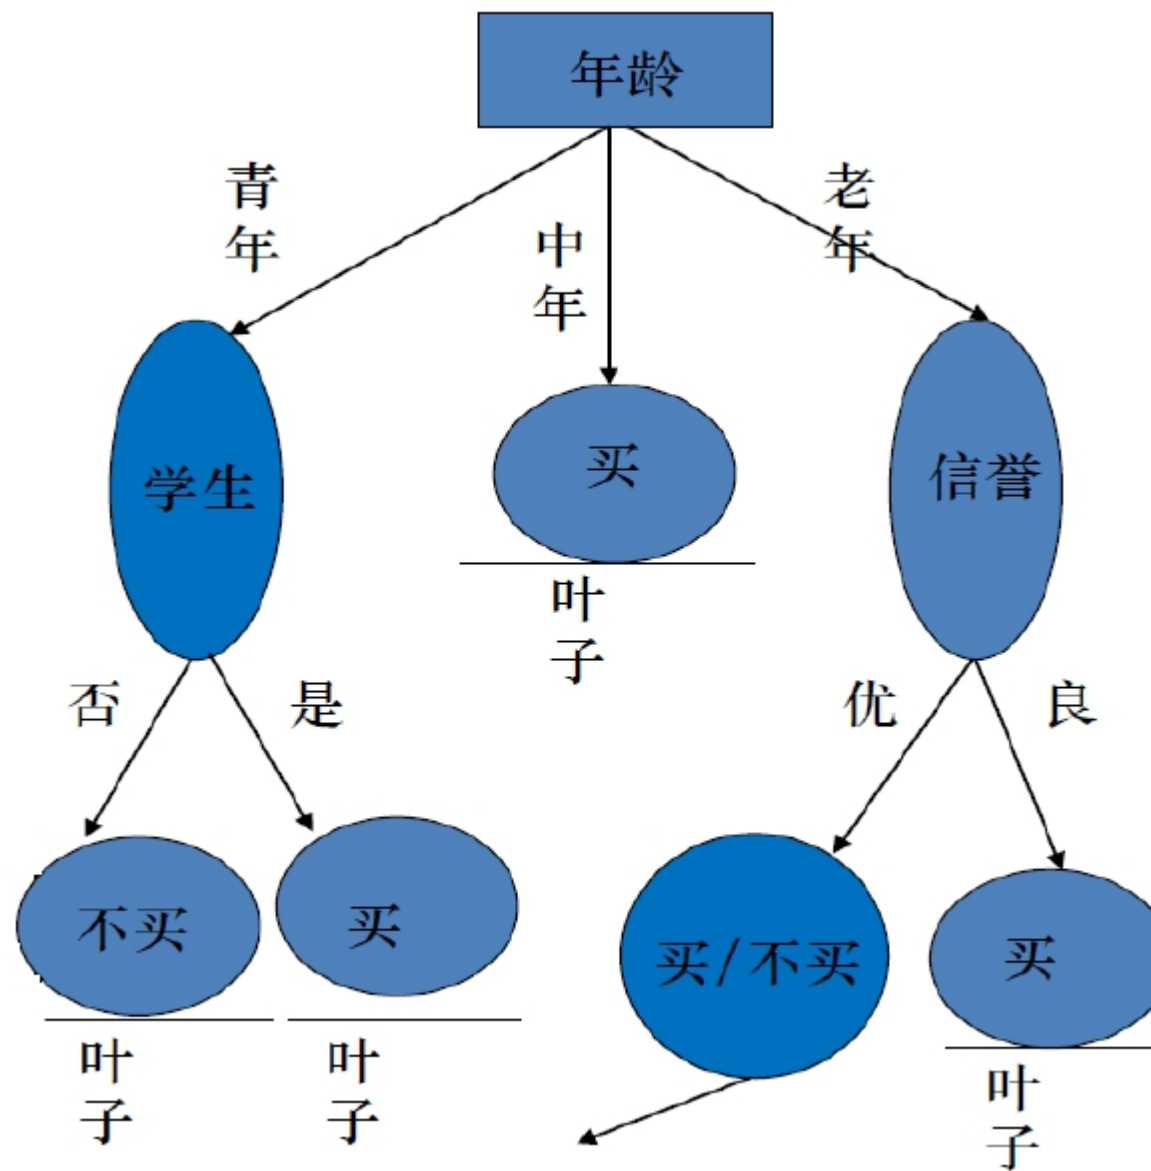 年龄
青年
中年
老年
学生
买
信誉
叶子
否
是
优
良
不买
买
买/不买
买
叶子
叶子
叶子